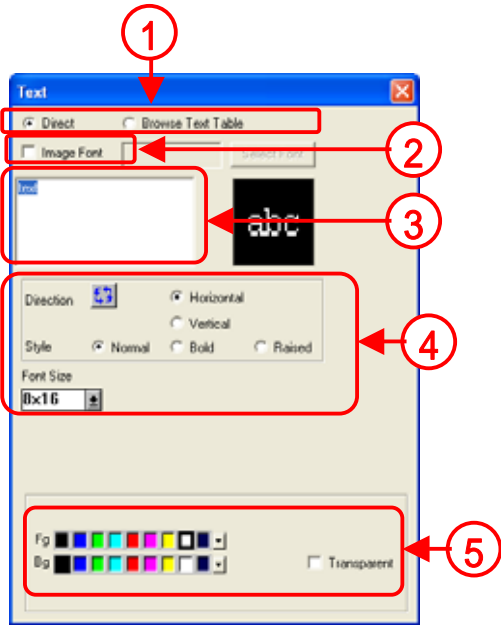 1
Text
Direct Browse Text Table
Image Font Select Font
2
text
abc
3
Direction Horizontal
Vertical
Style Normal Bold Raised
4
Font Size
8x16
Fg
Bg Transparent
5